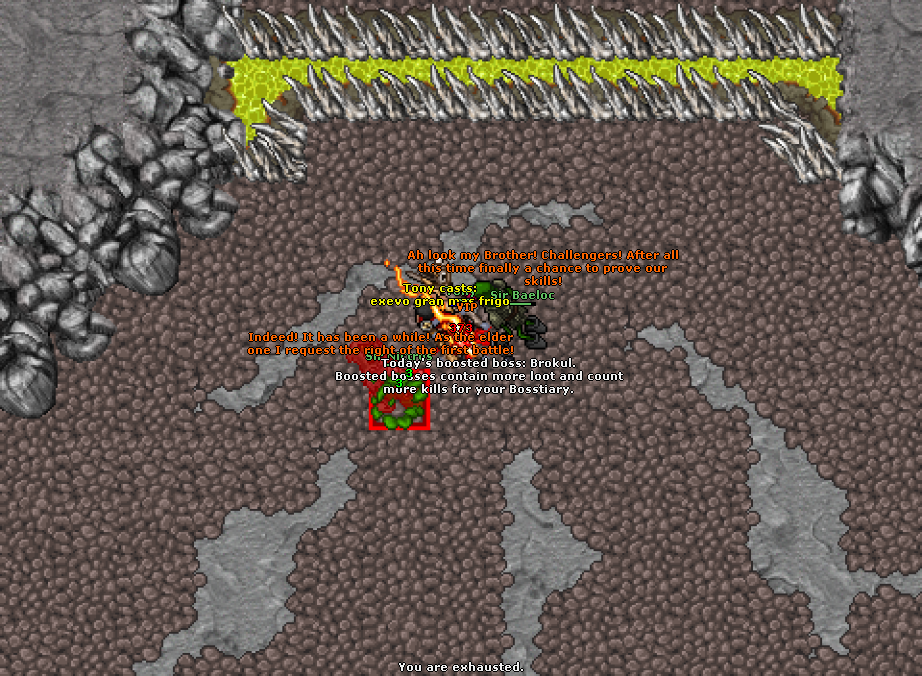 Ah look my Brother! Challengers! After all
this time finally a chance to prove our
skills!
Tony casts:
exevo gran mas frigo
Sir Baeloc
VIP
Indeed! It has been a while! As the elder
one I request the right of the first battle!
Today's boosted boss: Brokul.
Boosted bosses contain more loot and count
more kills for your Bosstiary.
You are exhausted.